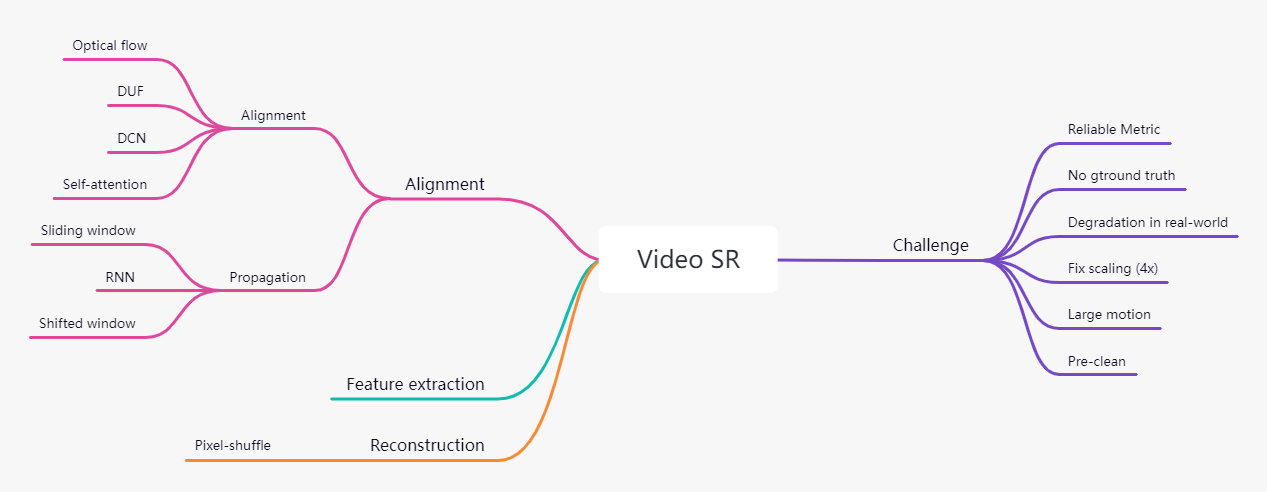 Optical flow
DUF
Alignment
DCN
Self-attention
Alignment
Sliding window
RNN
Propagation
Shifted window
Feature extraction
Pixel-shuffle
Reconstruction
Video SR
Challenge
Reliable Metric
No gtround truth
Degradation in real-world
Fix scaling (4x)
Large motion
Pre-clean